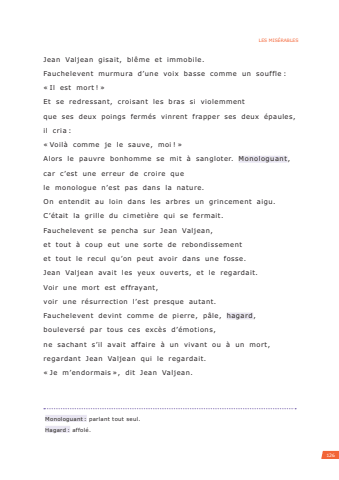 LES MISÉRABLES
Jean Valjean gisait, blême et immobile.
Fauchelevent murmura d’une voix basse comme un souffle :
« Il est mort ! »
Et se redressant, croisant les bras si violemment
que ses deux poings fermés vinrent frapper ses deux épaules,
il cria :
« Voilà comme je le sauve, moi ! »
Alors le pauvre bonhomme se mit à sangloter. Monologuant,
car c’est une erreur de croire que
le monologue n’est pas dans la nature.
On entendit au loin dans les arbres un grincement aigu.
C’était la grille du cimetière qui se fermait.
Fauchelevent se pencha sur Jean Valjean,
et tout à coup eut une sorte de rebondissement
et tout le recul qu’on peut avoir dans une fosse.
Jean Valjean avait les yeux ouverts, et le regardait.
Voir une mort est effrayant,
voir une résurrection l’est presque autant.
Fauchelevent devint comme de pierre, pâle, hagard,
bouleversé par tous ces excès d’émotions,
ne sachant s’il avait affaire à un vivant ou à un mort,
regardant Jean Valjean qui le regardait.
« Je m’endormais », dit Jean Valjean.
Monologuant : parlant tout seul.
Hagard : affolé.
126